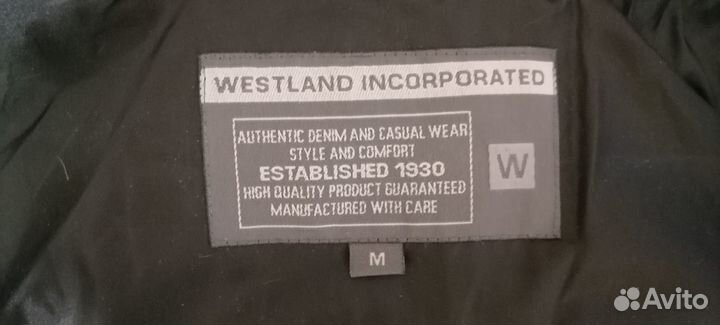 WESTLAND INCORPORATED
AUTHENTIC DENIM AND CASUAL WEAR
STYLE AND COMFORT
ESTABLISHED 1930
HIGH QUALITY PRODUCT GUARANTEED
MANUFACTURED WITH CARE
W
M
Avito